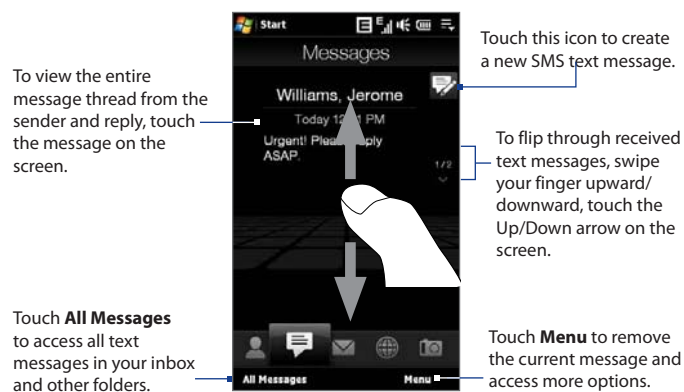 Start
Messages
Touch this icon to create
a new SMS text message.
To view the entire
message thread from the
sender and reply, touch
the message on the
screen.
Williams, Jerome
Today PM
Urgent!
ASAP.
1/2
To flip through received
text messages, swipe
your finger upward/
downward, touch the
Up/Down arrow on the
screen.
Touch All Messages
to access all text
messages in your inbox
and other folders.
All Messages
Menu
Touch Menu to remove
the current message and
access more options.